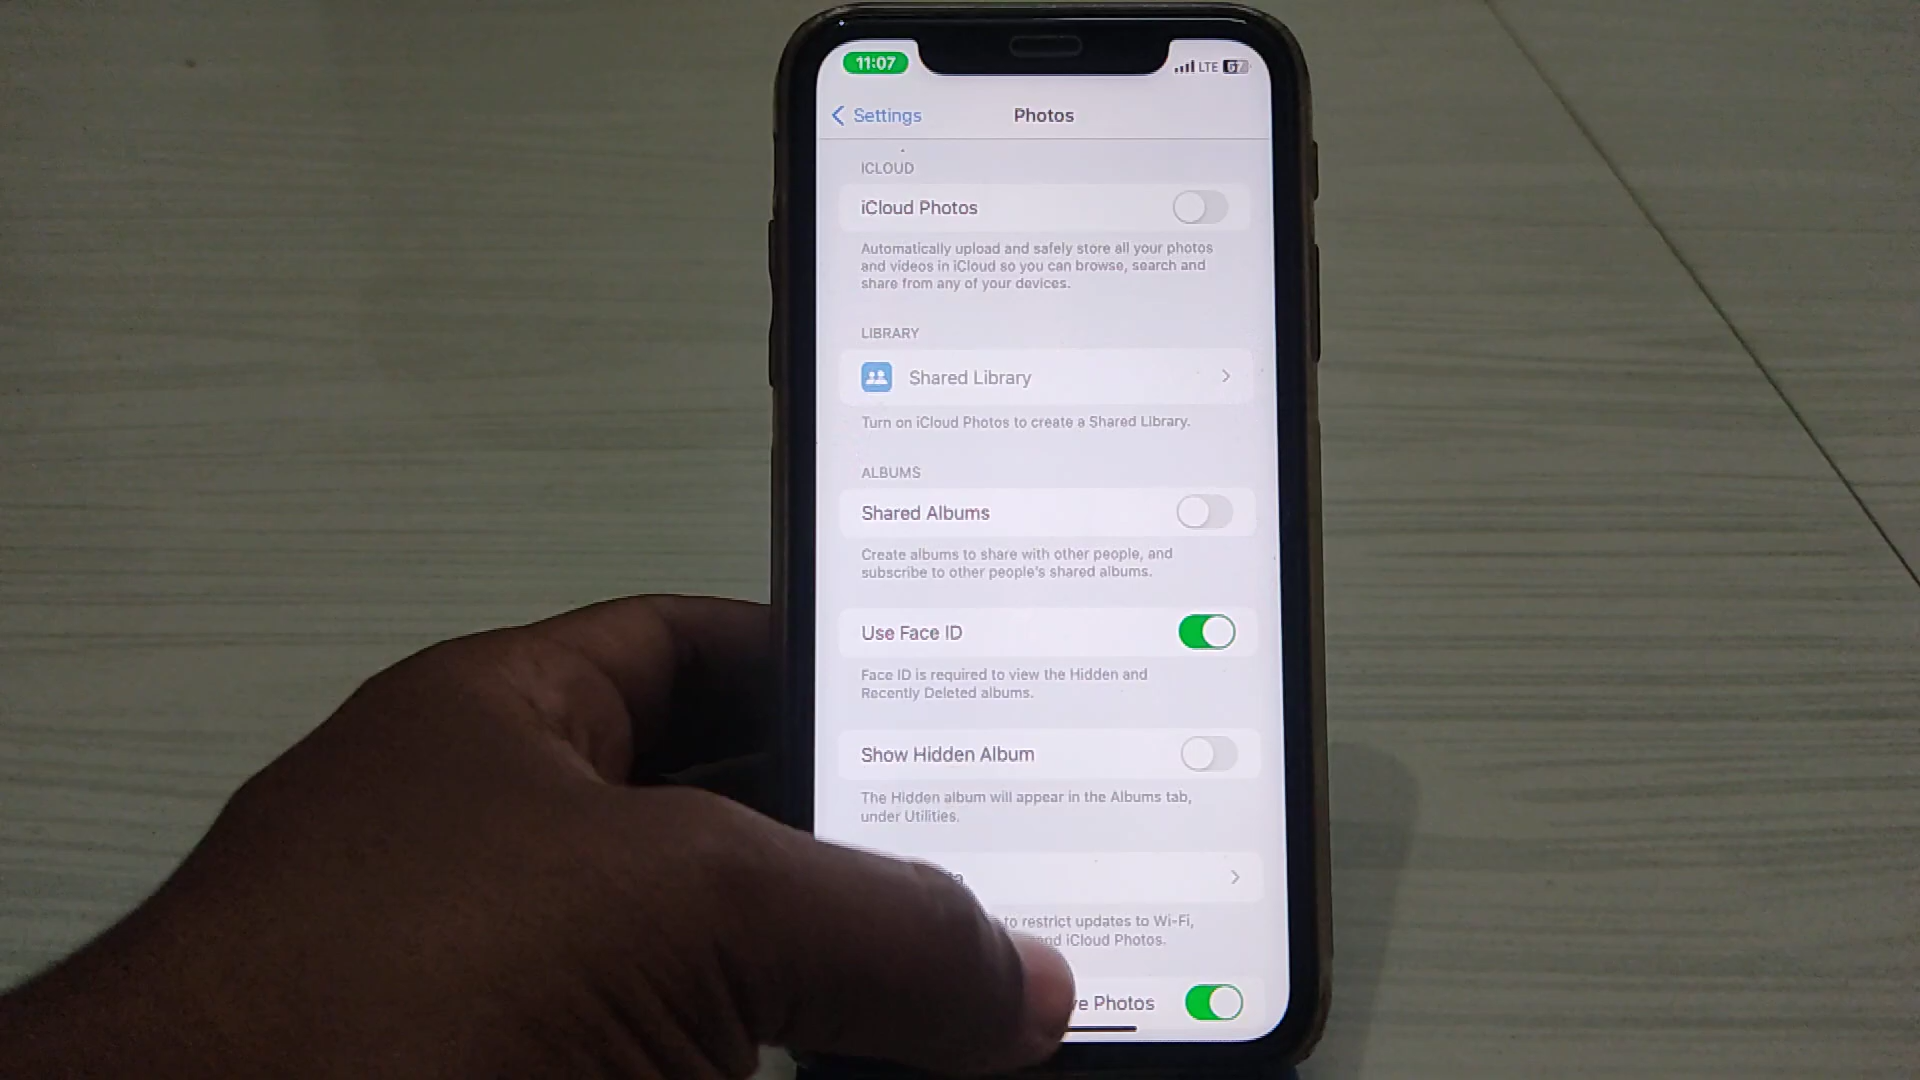 11:07
LTE 67
Settings
Photos
ICLOUD
iCloud Photos
Automatically upload and safely store all your photos
and videos in iCloud so you can browse, search and
share from any of your devices.
LIBRARY
Shared Library
Turn on iCloud Photos to create a Shared Library.
ALBUMS
Shared Albums
Create albums to share with other people, and
subscribe to other people's shared albums.
Use Face ID
Face ID is required to view the Hidden and
Recently Deleted albums.
Show Hidden Album
The Hidden album will appear in the Albums tab,
under Utilities.
to restrict updates to Wi-Fi,
and iCloud Photos.
Photos